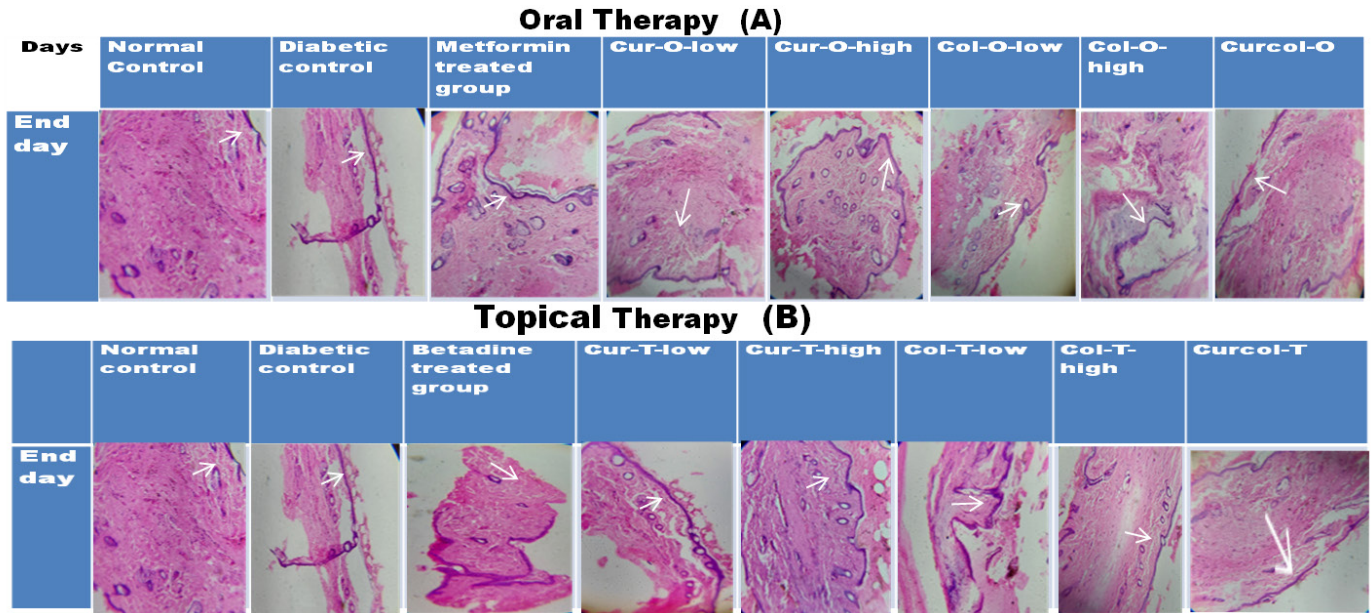 Oral Therapy (A)
Days
Normal
Control
Diabetic
control
Metformin
treated
group
Cur-O-low
Cur-O-high
Col-O-low
Col-O-
high
Curcol-O
End
day
Topical Therapy (B)
Normal
control
Diabetic
control
Betadine
treated
group
Cur-T-low
Cur-T-high
Col-T-low
Col-T-
high
Curcol-T
End
day